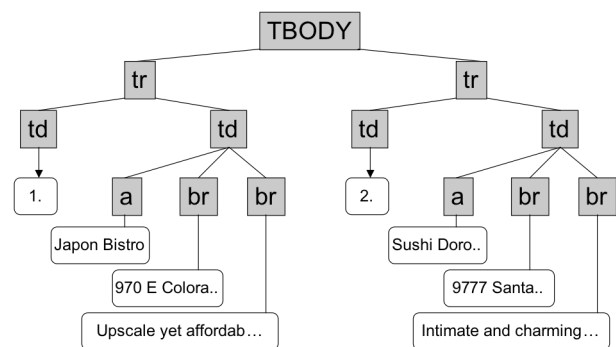 TBODY
tr tr
td td td td
1. a br br 2. a br br
Japon Bistro Sushi Doro..
970 E Colora.. 9777 Santa..
Upscale yet affordab... Intimate and charming...